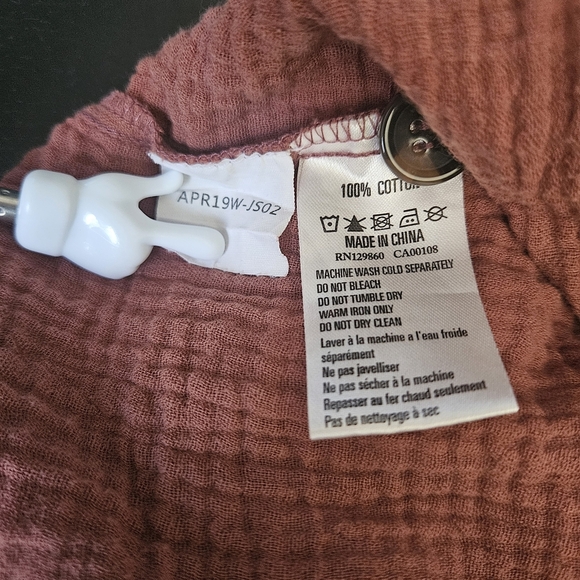 APR19W-JS02
100% COTTON
MADE IN CHINA
RN129860 CA00108
MACHINE WASH COLD SEPARATELY
DO NOT BLEACH
DO NOT TUMBLE DRY
WARM IRON ONLY
DO NOT DRY CLEAN
Laver à la machine a l'eau froide
séparément
Ne pas javelliser
Ne pas sécher à la machine
Repasser au fer chaud seulement
Pas de nettoyage à sac